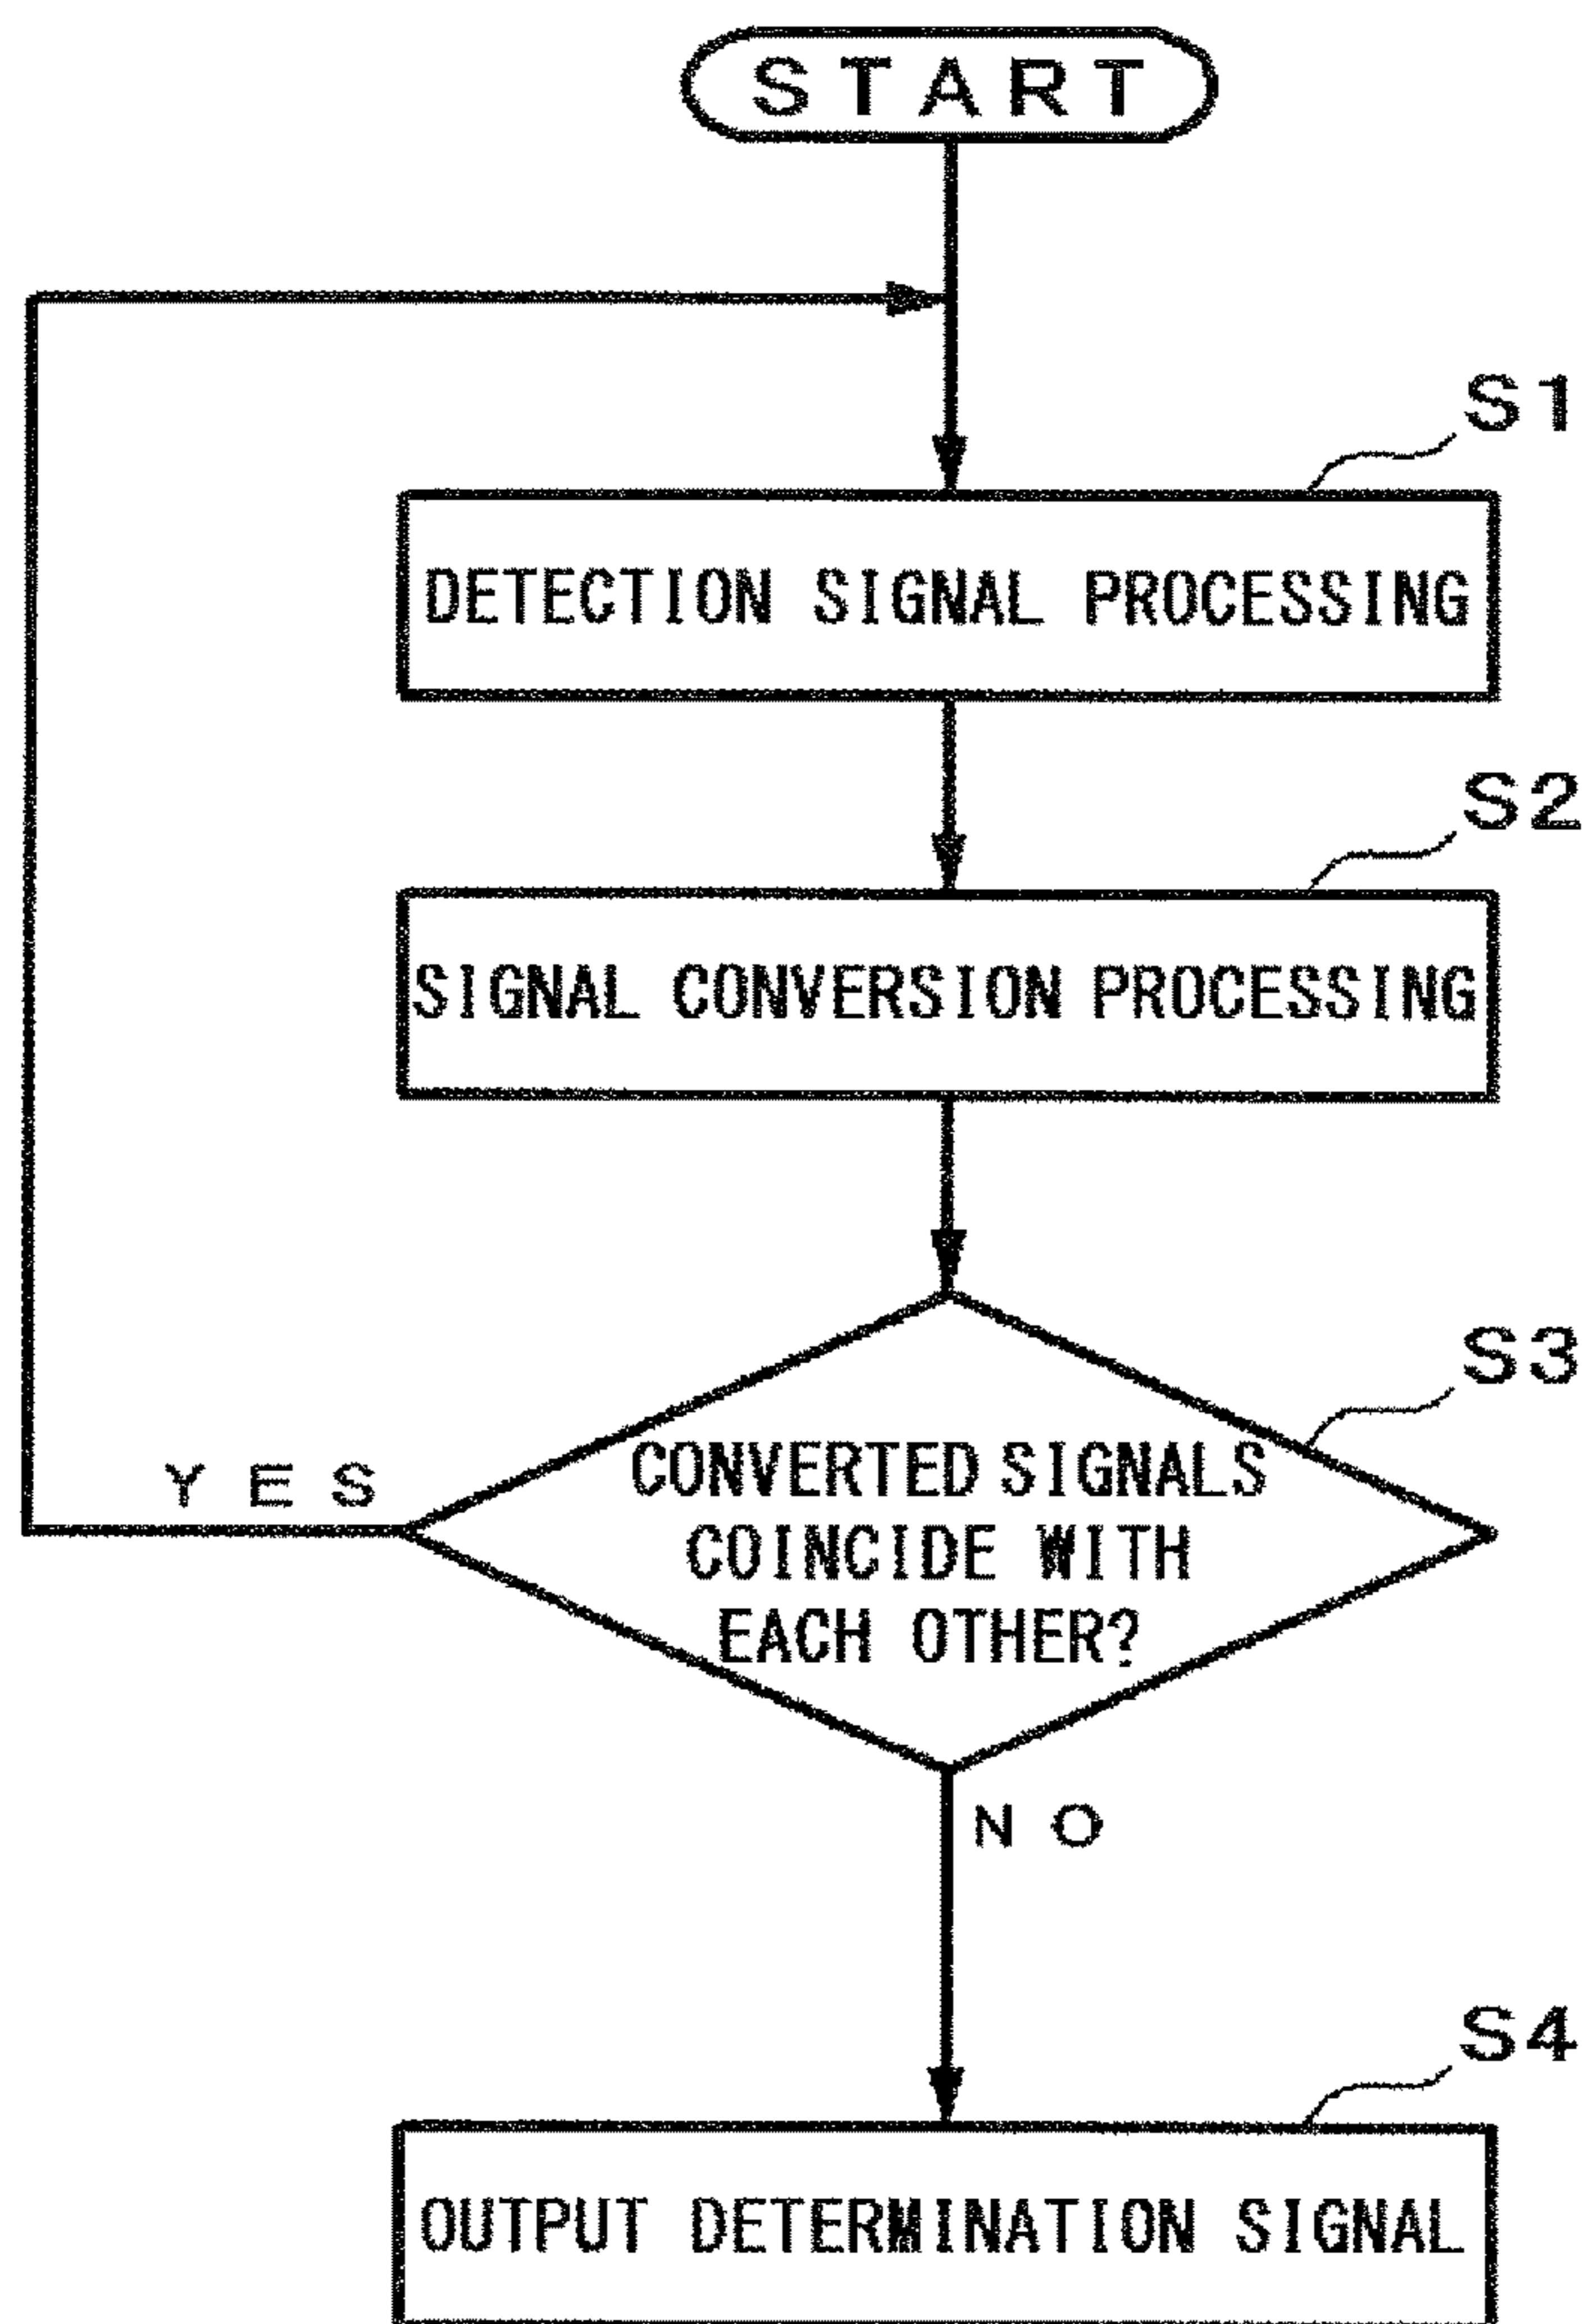 START
S1
DETECTION SIGNAL PROCESSING
S2
SIGNAL CONVERSION PROCESSING
S3
CONVERTED SIGNALS
COINCIDE WITH
EACH OTHER?
YES
NO
S4
OUTPUT DETERMINATION SIGNAL